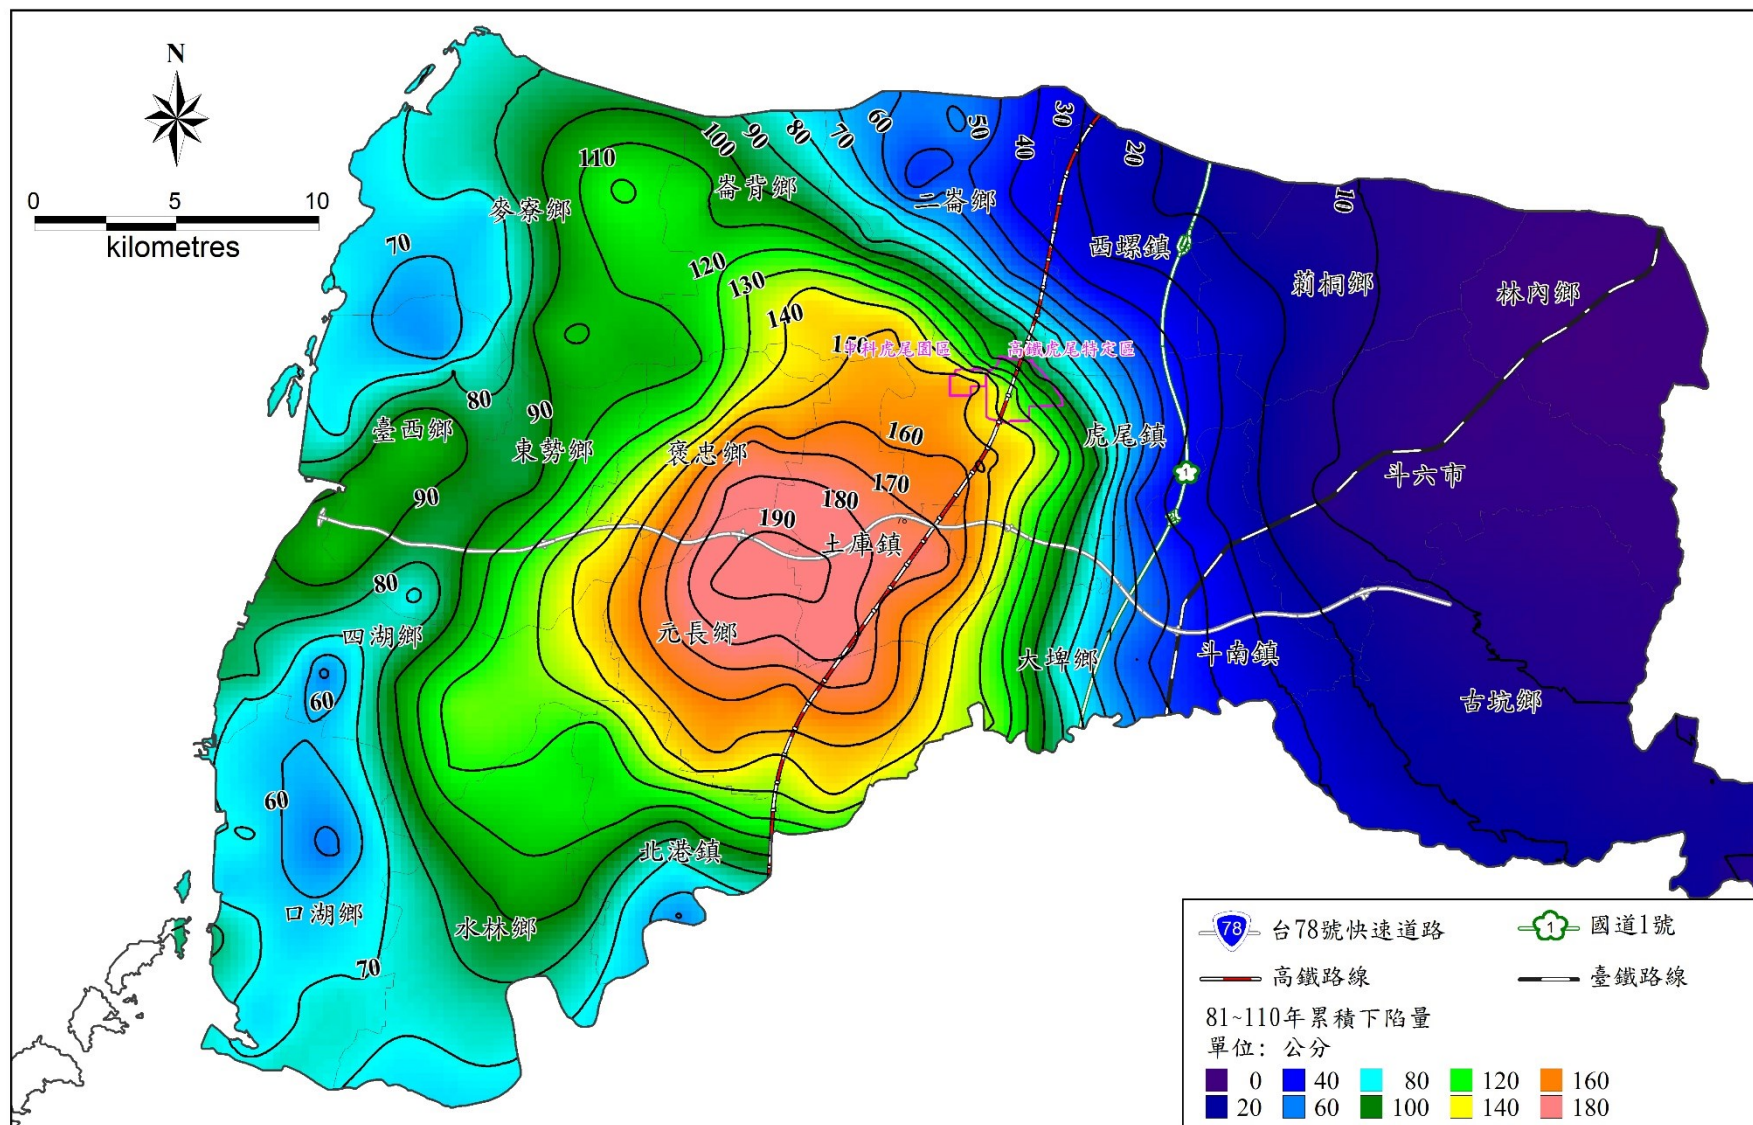 N
0 5 10
kilometres
110
100
90
80
70
60
50
40
30
20
10
崙背鄉
二崙鄉
麥寮鄉
西螺鎮
莿桐鄉
林內鄉
70
120
130
140
150
中科虎尾園區
高鐵虎尾特定區
80
90
臺西鄉
東勢鄉
褒忠鄉
160
虎尾鎮
斗六市
1
90
170
180
190
78
土庫鎮
80
四湖鄉
元長鄉
大埤鄉
斗南鎮
古坑鄉
60
60
北港鎮
口湖鄉
水林鄉
70
78 台78號快速道路
1 國道1號
高鐵路線
臺鐵路線
81~110年累積下陷量
單位: 公分
0 40 80 120 160
20 60 100 140 180